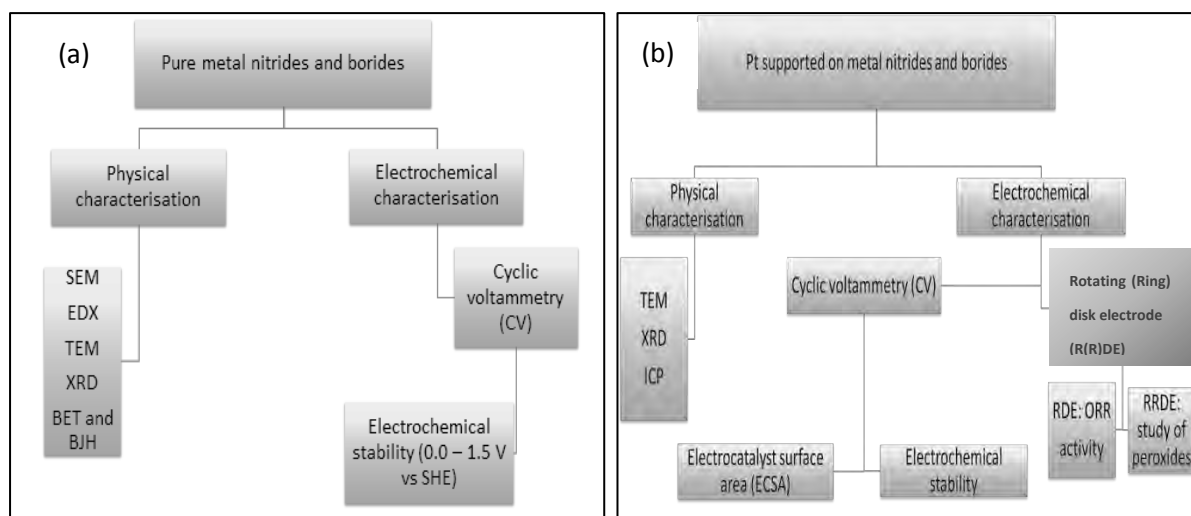 (a)
Pure metal nitrides and borides
Physical
characterisation
Electrochemical
characterisation
SEM
EDX
TEM
XRD
BET and
BJH
Cyclic
voltammetry
(CV)
Electrochemical
stability (0.0 – 1.5 V
vs SHE)
(b)
Pt supported on metal nitrides and borides
Physical
characterisation
Electrochemical
characterisation
TEM
XRD
ICP
Cyclic voltammetry (CV)
Rotating (Ring)
disk electrode
(R(R)DE)
Electrocatalyst surface
area (ECSA)
Electrochemical
stability
RDE: ORR
activity
RRDE:
study of
peroxides